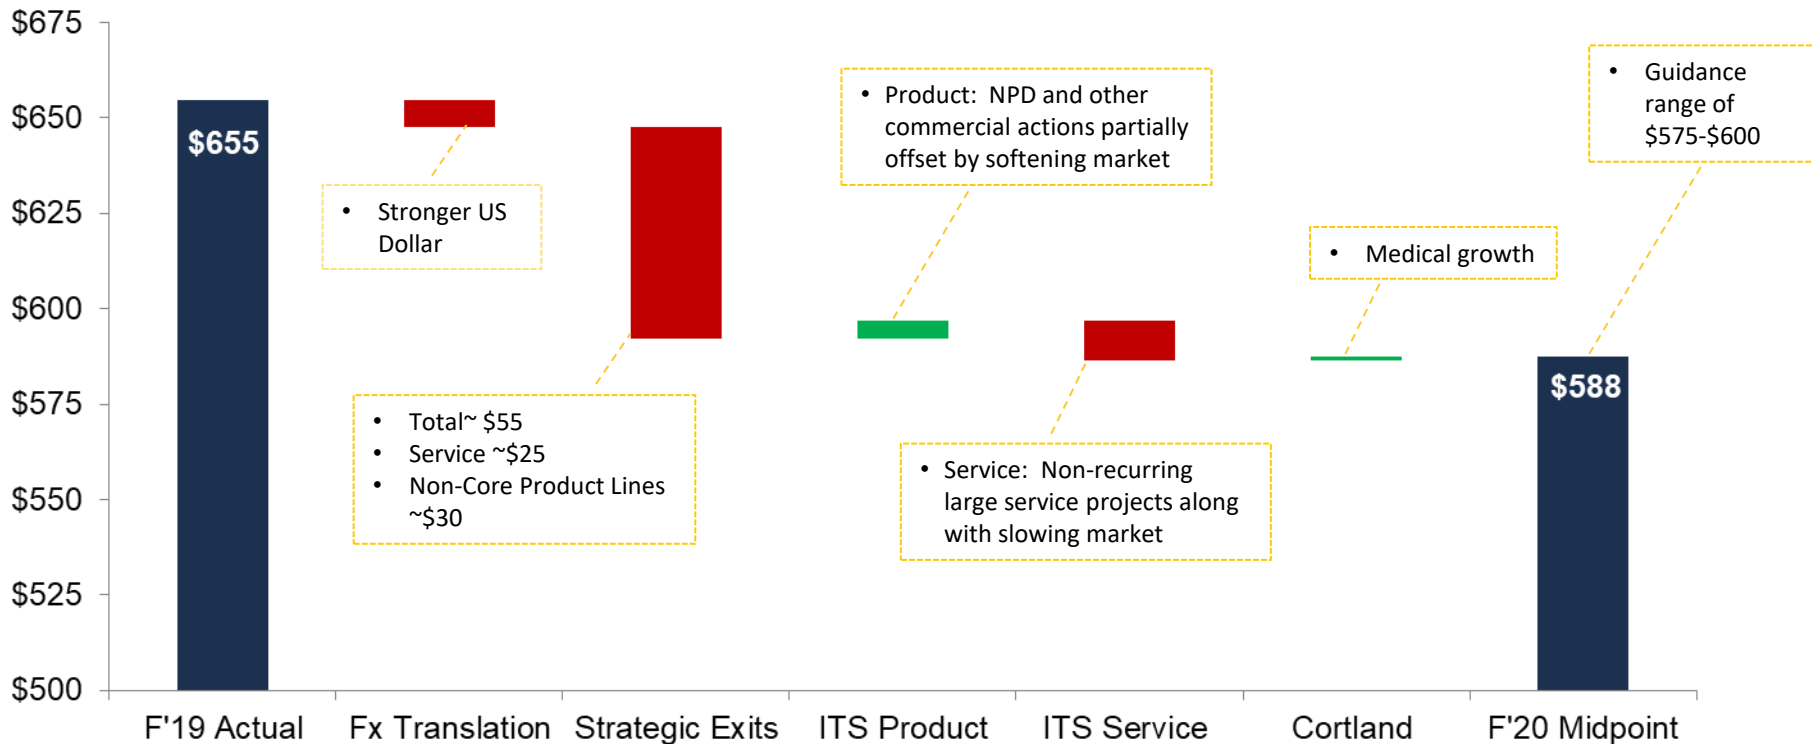 $675
$650
$625
$600
$575
$550
$525
$500
$655
• Stronger US
Dollar
• Total~ $55
• Service ~$25
• Non-Core Product Lines
~$30
• Product:  NPD and other
commercial actions partially
offset by softening market
• Service:  Non-recurring
large service projects along
with slowing market
• Medical growth
• Guidance
range of
$575-$600
$588
F'19 Actual
Fx Translation
Strategic Exits
ITS Product
ITS Service
Cortland
F'20 Midpoint